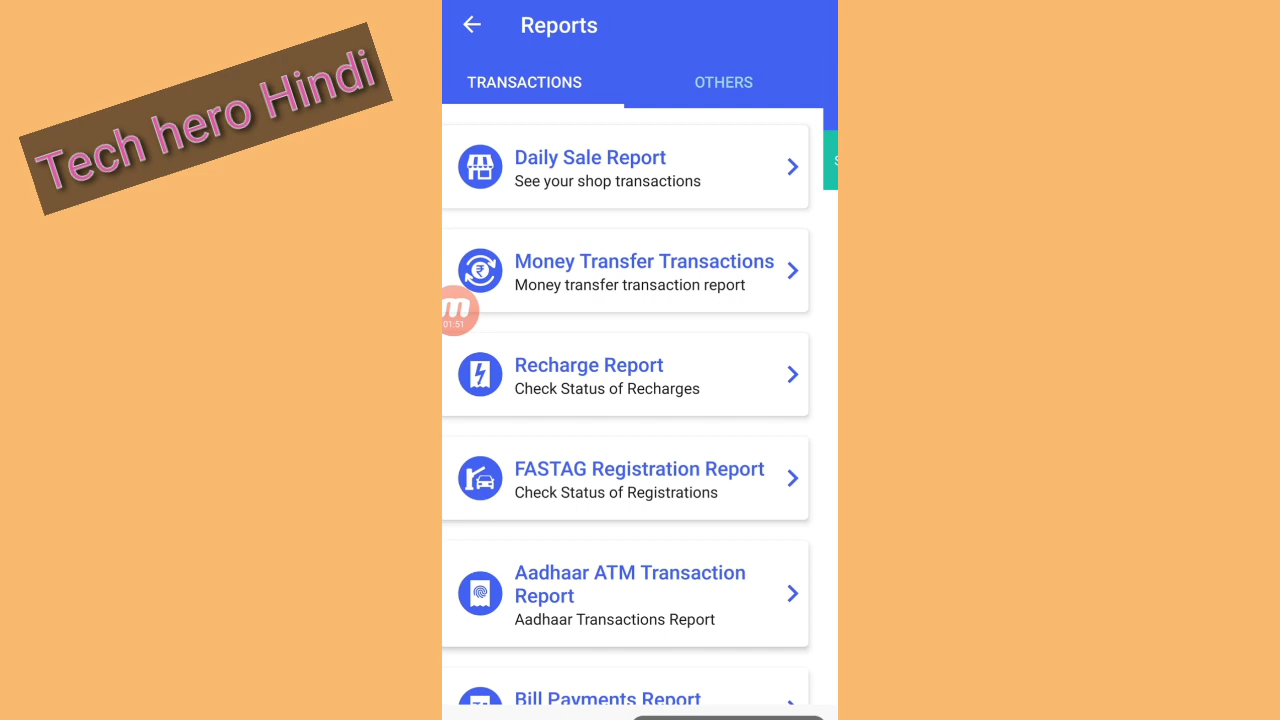 Tech hero Hindi
Reports
TRANSACTIONS
OTHERS
Daily Sale Report
See your shop transactions
Money Transfer Transactions
Money transfer transaction report
01:51
Recharge Report
Check Status of Recharges
FASTAG Registration Report
Check Status of Registrations
Aadhaar ATM Transaction
Report
Aadhaar Transactions Report
Bill Payments Report